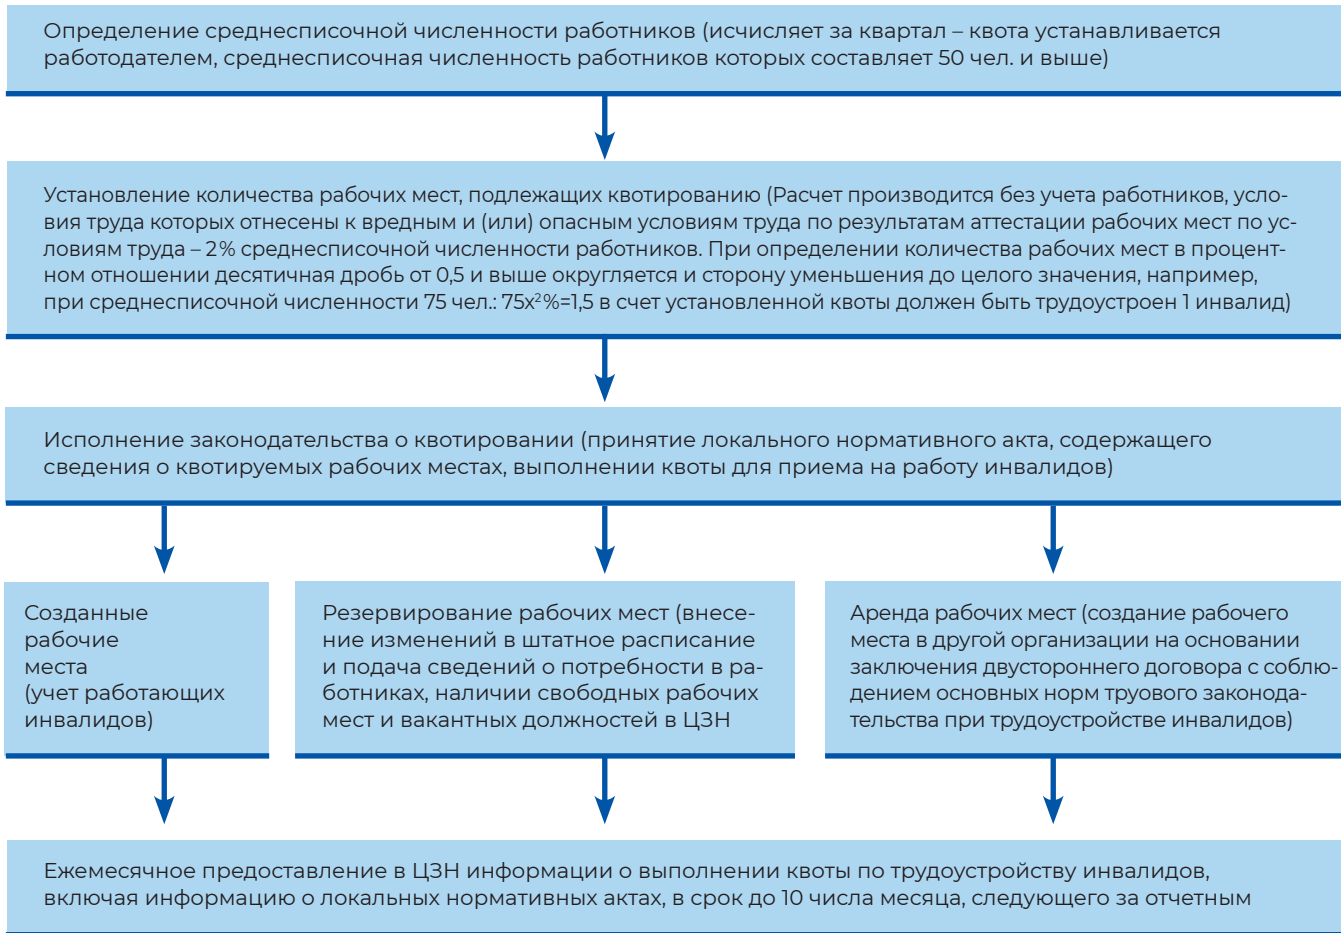 Определение среднесписочной численности работников (исчисляет за квартал – квота устанавливается
работодателем, среднесписочная численность работников которых составляет 50 чел. и выше)
Установление количества рабочих мест, подлежащих квотированию (Расчет производится без учета работников, усло-
вия труда которых отнесены к вредным и (или) опасным условиям труда по результатам аттестации рабочих мест по ус-
ловиям труда – 2% среднесписочной численности работников. При определении количества рабочих мест в процент-
ном отношении десятичная дробь от 0,5 и выше округляется и сторону уменьшения до целого значения, например,
при среднесписочной численности 75 чел.: 75х²%=1,5 в счет установленной квоты должен быть трудоустроен 1 инвалид)
Исполнение законодательства о квотировании (принятие локального нормативного акта, содержащего
сведения о квотируемых рабочих местах, выполнении квоты для приема на работу инвалидов)
Созданные
рабочие
места
(учет работающих
инвалидов)
Резервирование рабочих мест (внесе-
ние изменений в штатное расписание
и подача сведений о потребности в ра-
ботниках, наличии свободных рабочих
мест и вакантных должностей в ЦЗН
Аренда рабочих мест (создание рабочего
места в другой организации на основании
заключения двустороннего договора с соблю-
дением основных норм труового законода-
тельства при трудоустройстве инвалидов)
Ежемесячное предоставление в ЦЗН информации о выполнении квоты по трудоустройству инвалидов,
включая информацию о локальных нормативных актах, в срок до 10 числа месяца, следующего за отчетным